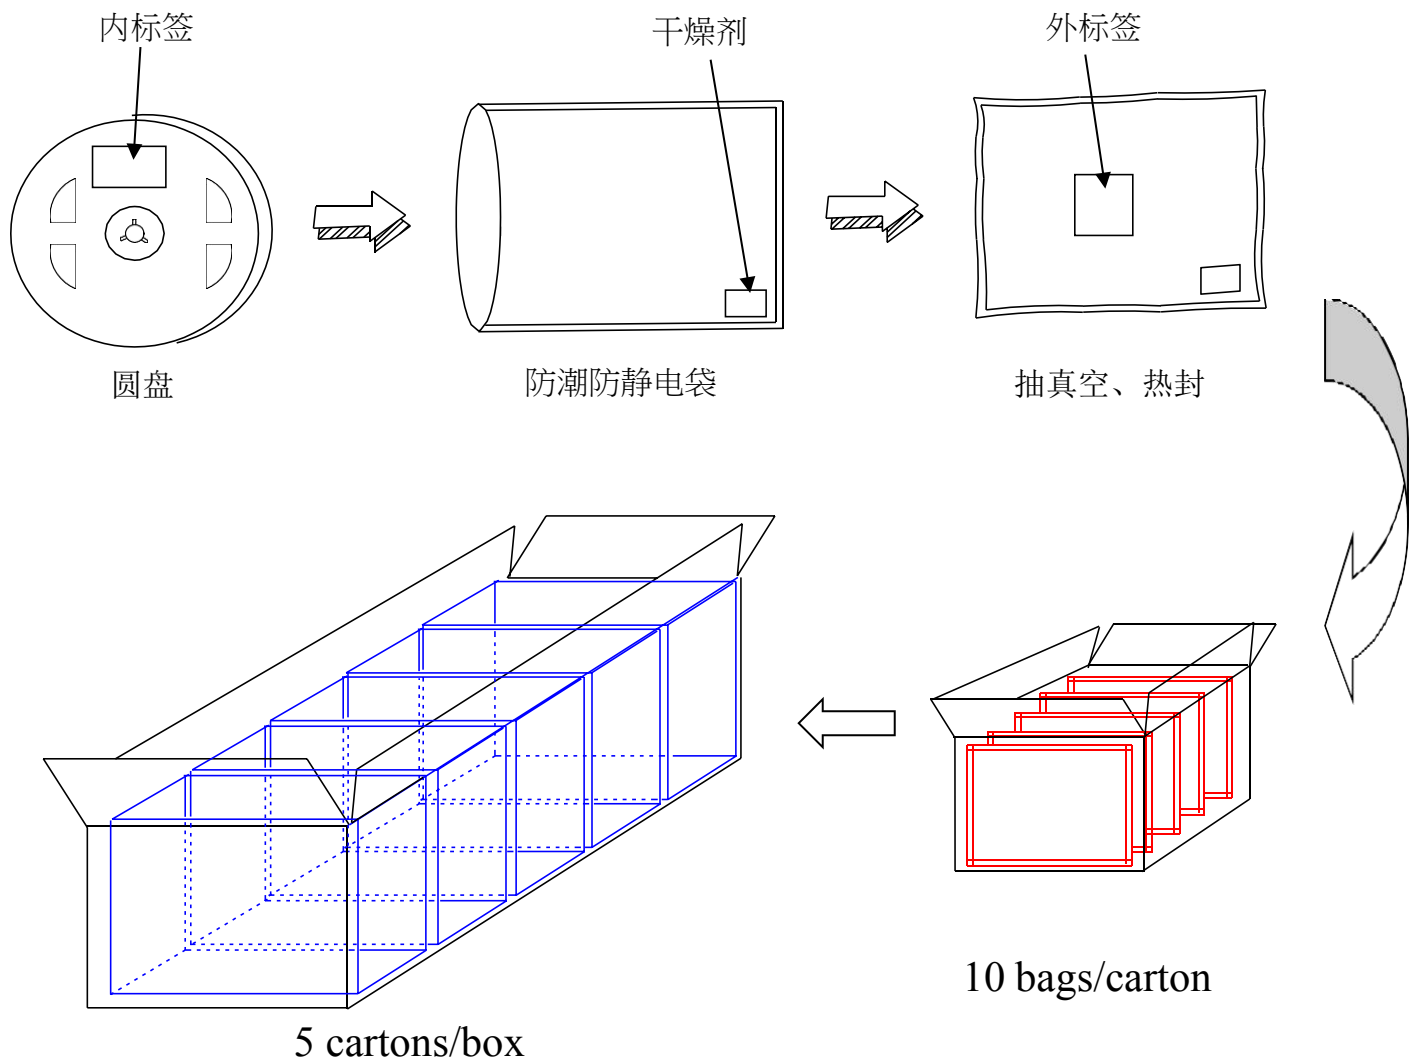 内标签
干燥剂
外标签
圆盘
防潮防静电袋
抽真空、热封
10 bags/carton
5 cartons/box